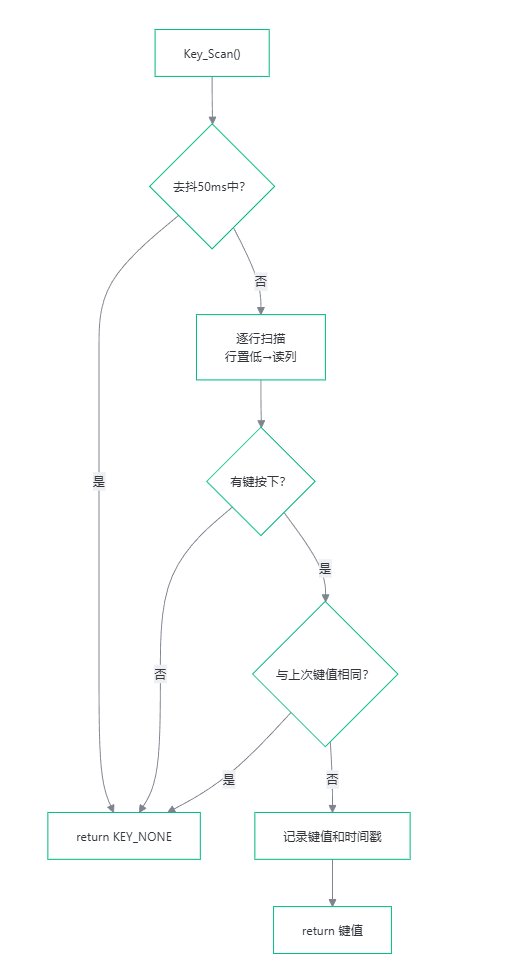 Key_Scan()
去抖50ms中?
否
逐行扫描
行置低→读列
是
有键按下?
是
否
与上次键值相同?
是
否
return KEY_NONE
记录键值和时间戳
return 键值